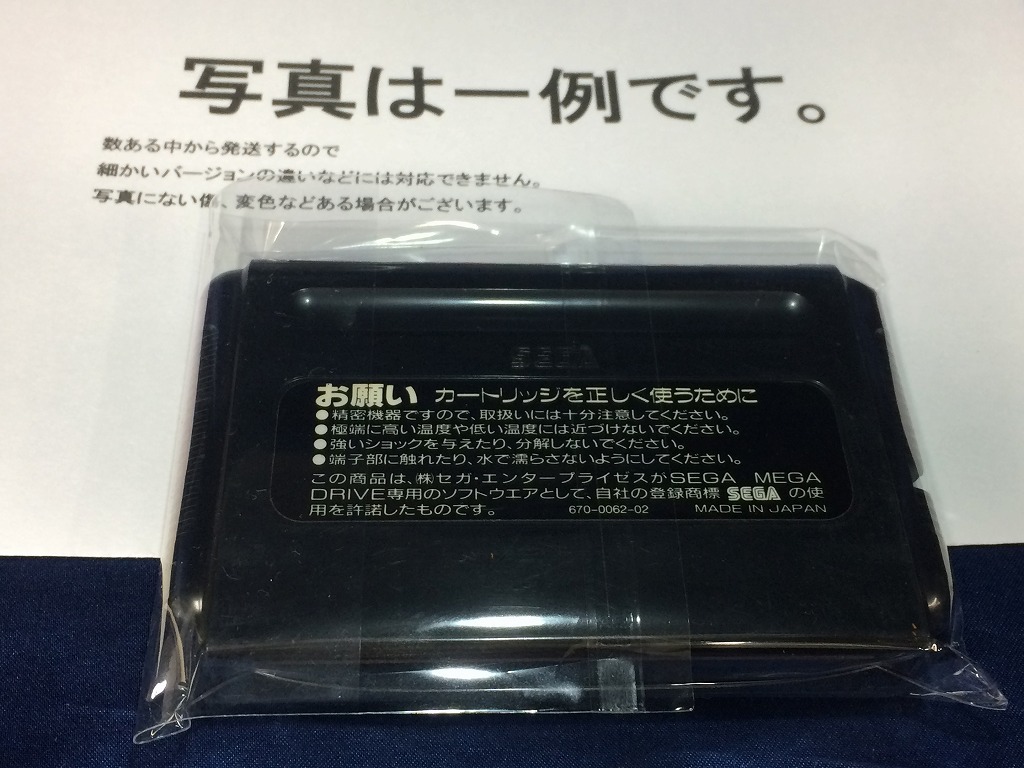 写真は一例です。
数ある中から発送するので
細かいバージョンの違いなどには対応できません。
写真にない傷、変色などある場合がございます。
SEGA
お願い カートリッジを正しく使うために
●精密機器ですので、取扱いには十分注意してください。
●極端に高い温度や低い温度には近づけないでください。
●強いショックを与えたり、分解しないでください。
●端子部に触れたり、水で濡らさないようにしてください。
この商品は、㈱セガ・エンタープライゼスがSEGA MEGA
DRIVE専用のソフトウエアとして、自社の登録商標 SEGA の使
用を許諾したものです。 670-0062-02 MADE IN JAPAN